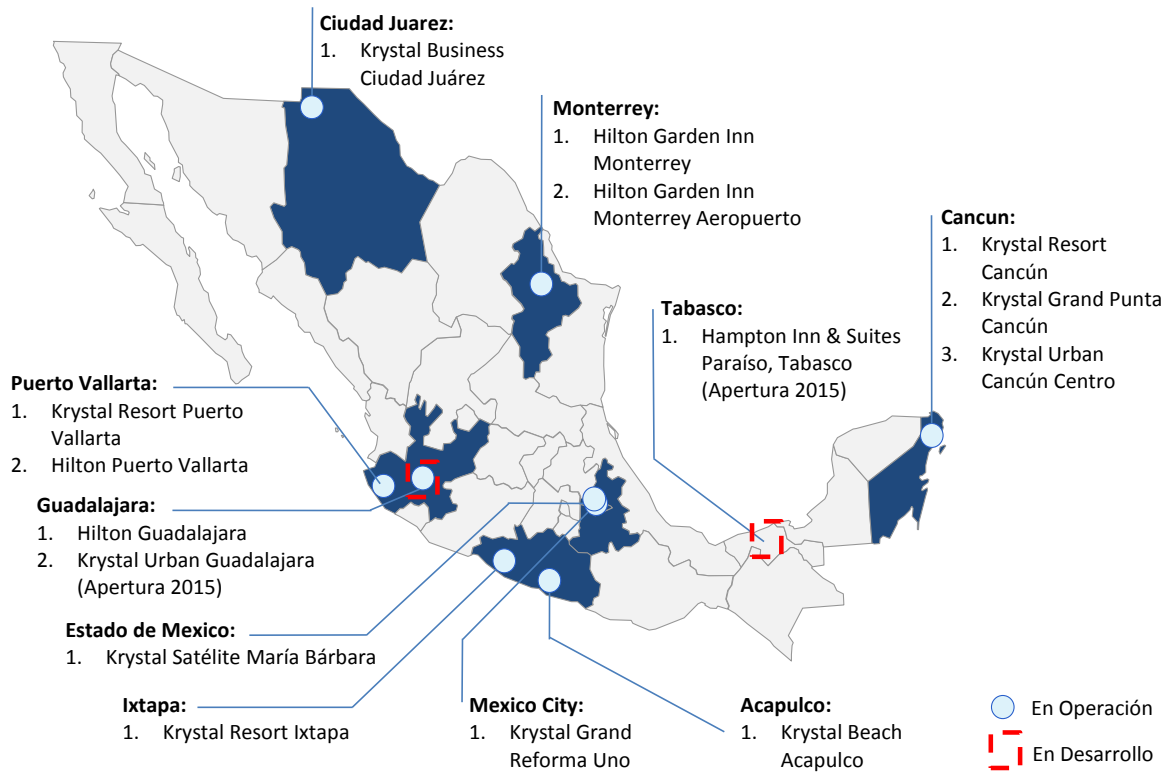 Ciudad Juarez:
1. Krystal Business
Ciudad Juárez
Monterrey:
1. Hilton Garden Inn
Monterrey
2. Hilton Garden Inn
Monterrey Aeropuerto
Cancun:
1. Krystal Resort
Cancún
2. Krystal Grand Punta
Cancún
3. Krystal Urban
Cancún Centro
Tabasco:
1. Hampton Inn & Suites
Paraíso, Tabasco
(Apertura 2015)
Puerto Vallarta:
1. Krystal Resort Puerto
Vallarta
2. Hilton Puerto Vallarta
Guadalajara:
1. Hilton Guadalajara
2. Krystal Urban Guadalajara
(Apertura 2015)
Estado de Mexico:
1. Krystal Satélite María Bárbara
Ixtapa:
1. Krystal Resort Ixtapa
Mexico City:
1. Krystal Grand
Reforma Uno
Acapulco:
1. Krystal Beach
Acapulco
En Operación
En Desarrollo